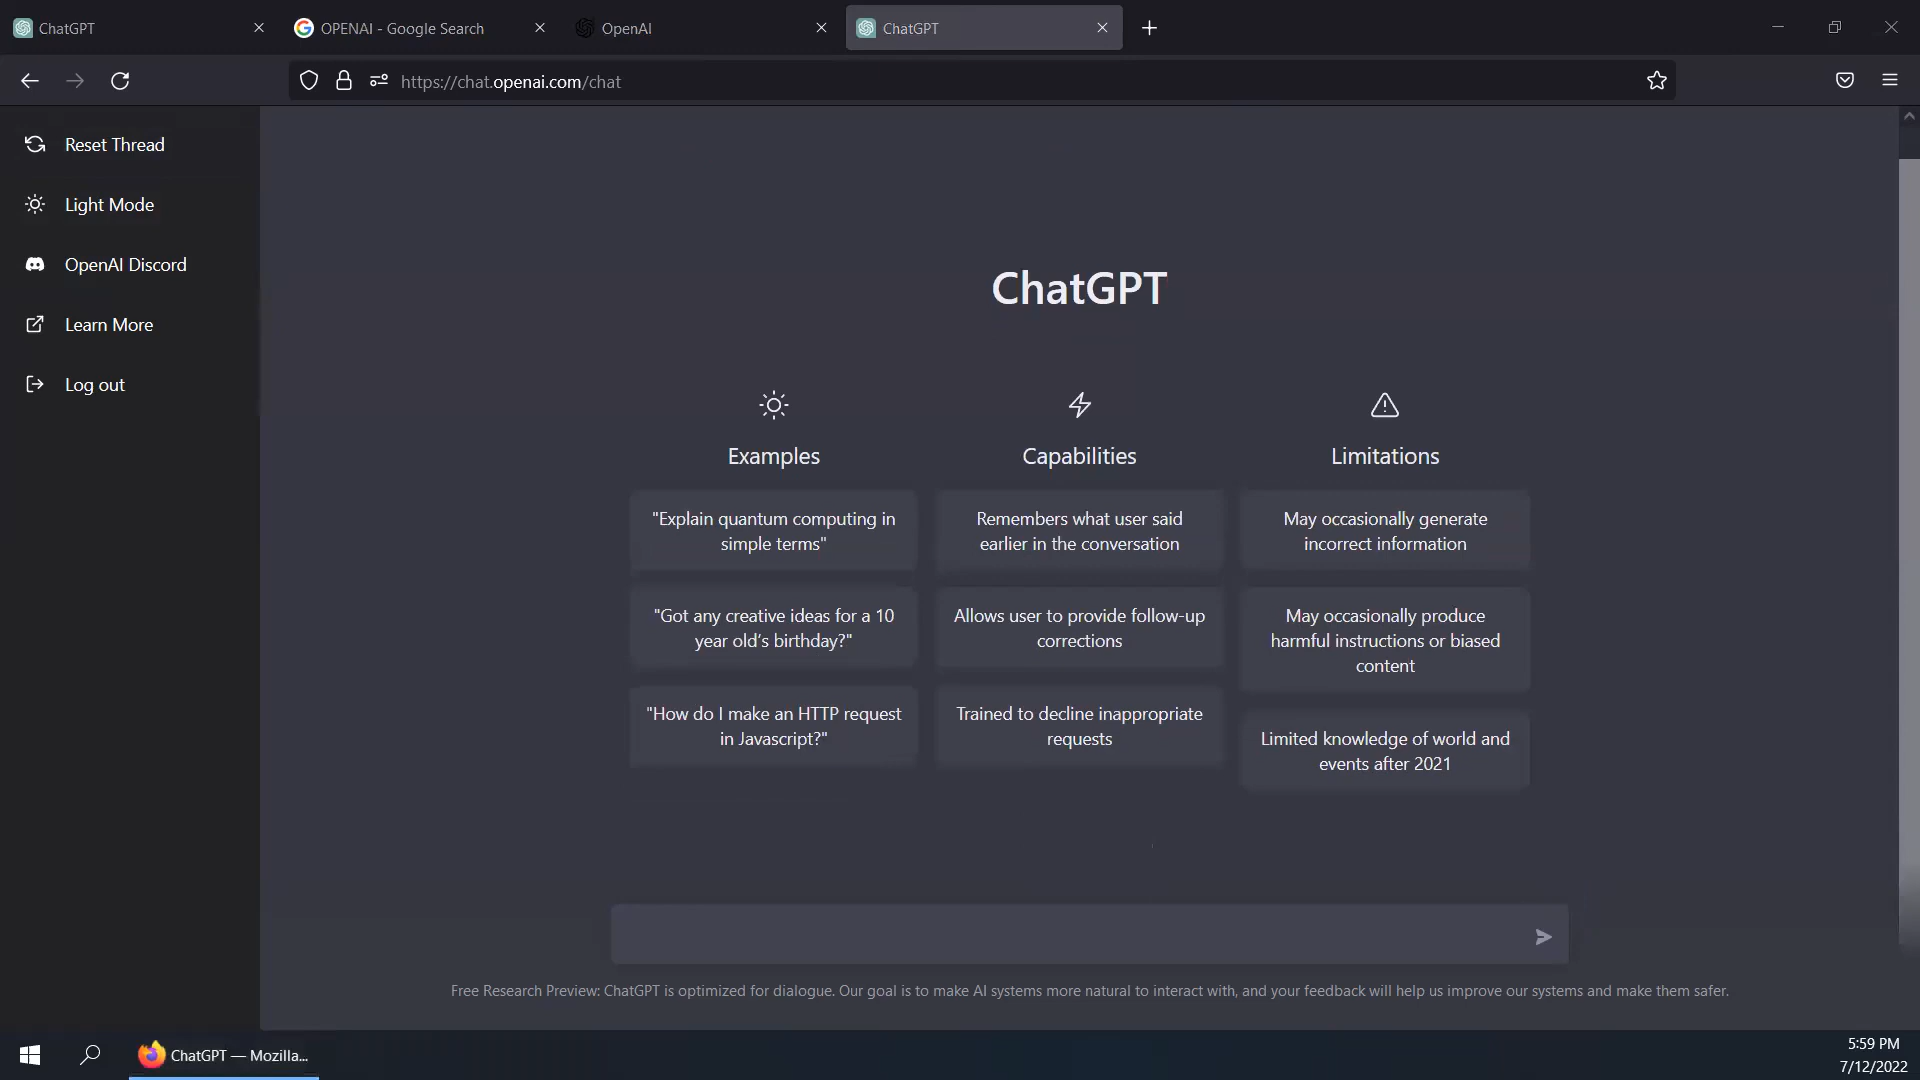 ChatGPT
OPENAI - Google Search
OpenAI
ChatGPT
https://chat.openai.com/chat
Reset Thread
Light Mode
OpenAI Discord
Learn More
Log out
ChatGPT
Examples
"Explain quantum computing in
simple terms"
"Got any creative ideas for a 10
year old's birthday?"
"How do I make an HTTP request
in Javascript?"
Capabilities
Remembers what user said
earlier in the conversation
Allows user to provide follow-up
corrections
Trained to decline inappropriate
requests
Limitations
May occasionally generate
incorrect information
May occasionally produce
harmful instructions or biased
content
Limited knowledge of world and
events after 2021
Free Research Preview: ChatGPT is optimized for dialogue. Our goal is to make AI systems more natural to interact with, and your feedback will help us improve our systems and make them safer.
ChatGPT — Mozilla...
5:59 PM
7/12/2022